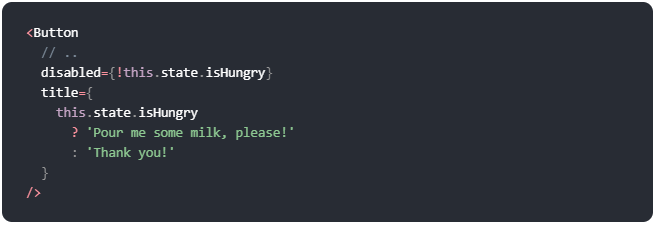 <Button
// ..
disabled={!this.state.isHungry}
title={
this.state.isHungry
? 'Pour me some milk, please!'
: 'Thank you!'
}
/>